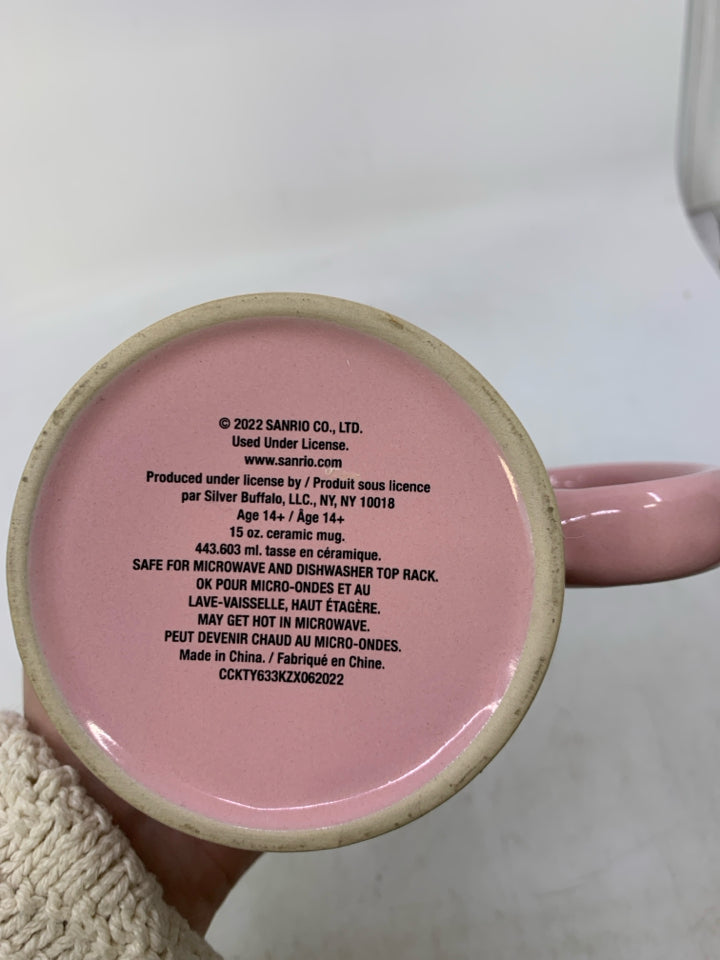 © 2022 SANRIO CO., LTD.
Used Under License.
www.sanrio.com
Produced under license by / Produit sous licence
par Silver Buffalo, LLC., NY, NY 10018
Age 14+ / Âge 14+
15 oz. ceramic mug.
443.603 ml. tasse en céramique.
SAFE FOR MICROWAVE AND DISHWASHER TOP RACK.
OK POUR MICRO-ONDES ET AU
LAVE-VAISSELLE, HAUT ÉTAGÈRE.
MAY GET HOT IN MICROWAVE.
PEUT DEVENIR CHAUD AU MICRO-ONDES.
Made in China. / Fabriqué en Chine.
CCKTY633KZX062022